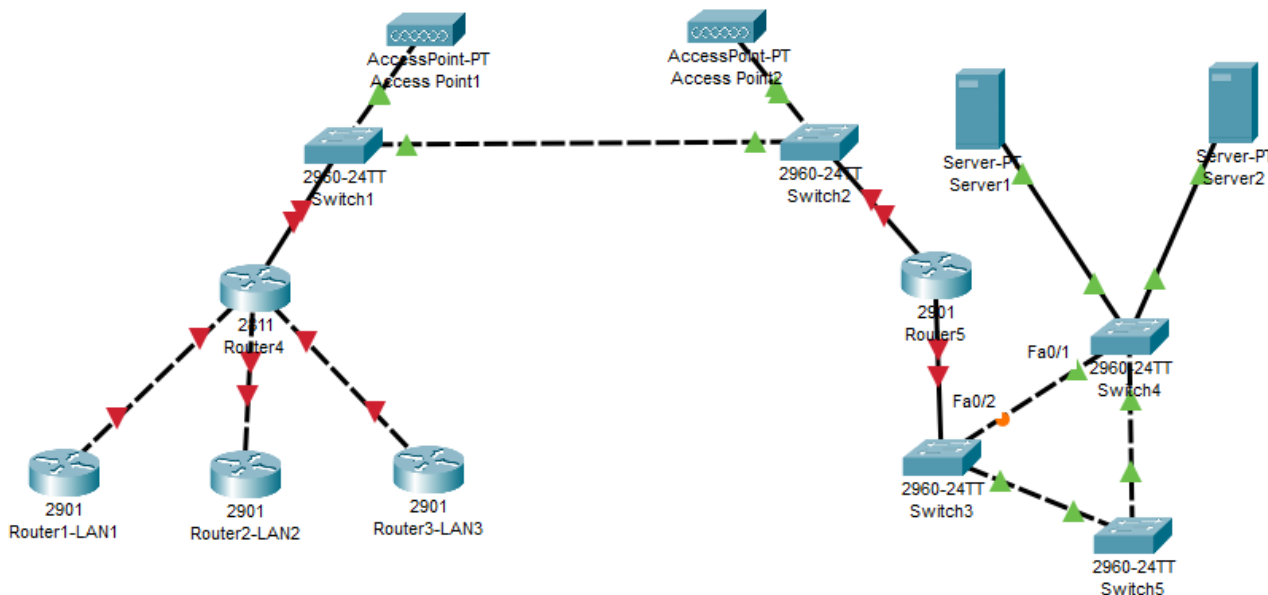 AccessPoint-PT
Access Point1
AccessPoint-PT
Access Point2
2960-24TT
Switch1
2960-24TT
Switch2
Server-PT
Server1
Server-PT
Server2
2811
Router4
2901
Router5
Fa0/1
2960-24TT
Switch4
Fa0/2
2960-24TT
Switch3
2901
Router1-LAN1
2901
Router2-LAN2
2901
Router3-LAN3
2960-24TT
Switch5